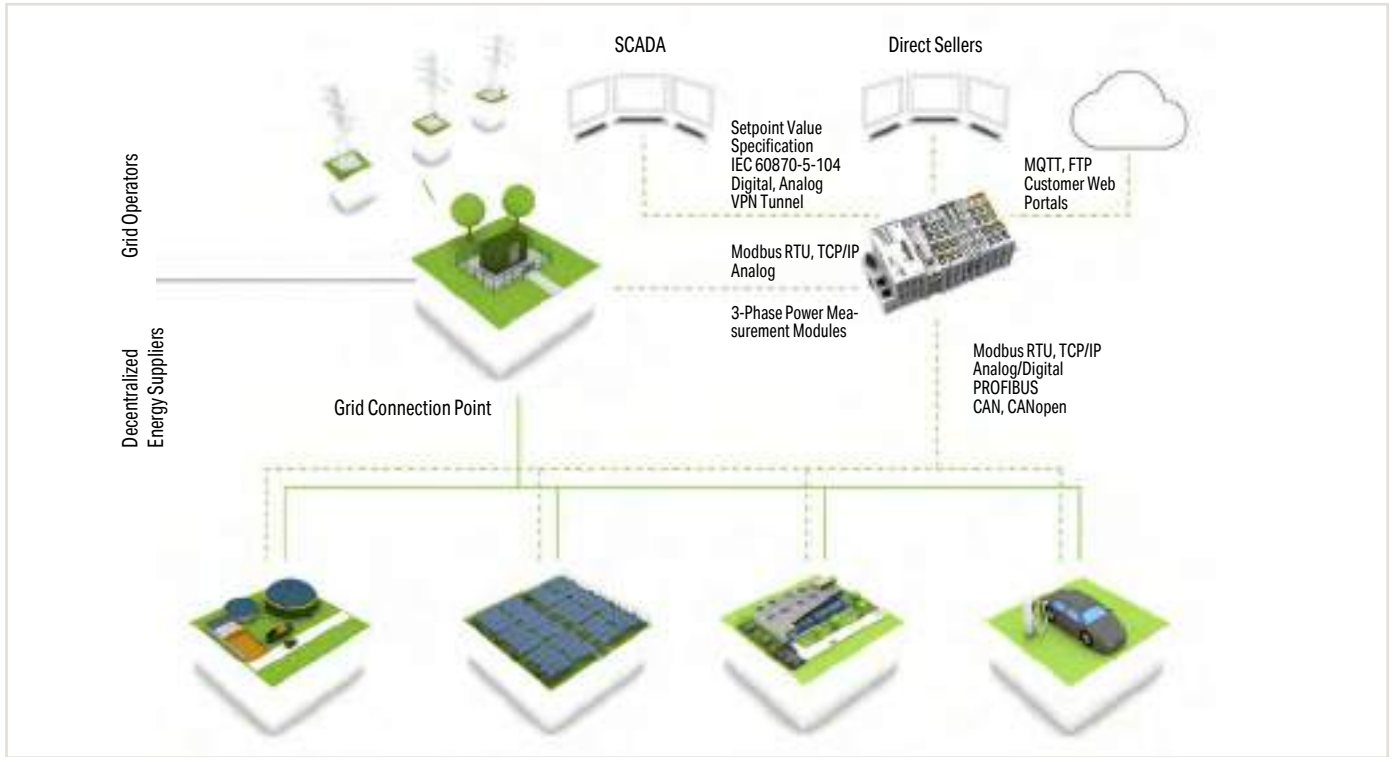 SCADA
Direct Sellers
Setpoint Value
Specification
IEC 60870-5-104
Digital, Analog
VPN Tunnel
MQTT, FTP
Customer Web
Portals
Grid Operators
Modbus RTU, TCP/IP
Analog
3-Phase Power Mea-
surement Modules
Decentralized
Energy Suppliers
Modbus RTU, TCP/IP
Analog/Digital
PROFIBUS
CAN, CANopen
Grid Connection Point